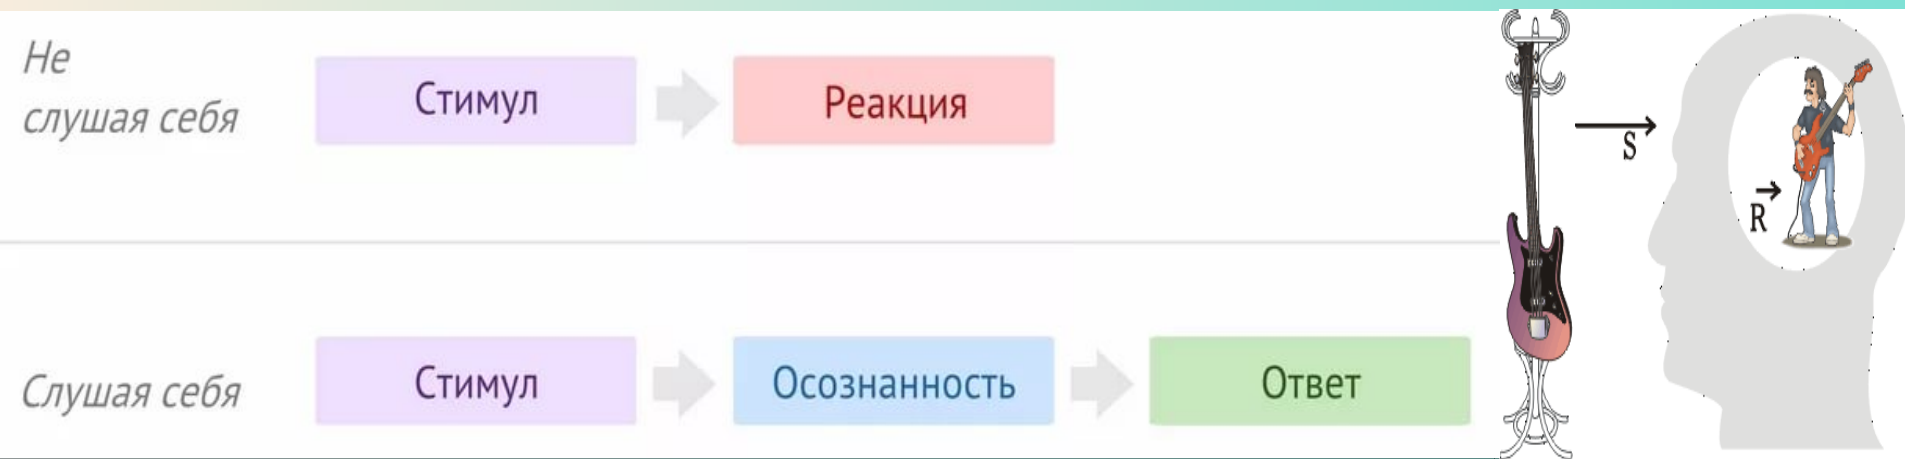 Не
слушая себя
Стимул
Реакция
S
R
Слушая себя
Стимул
Осознанность
Ответ